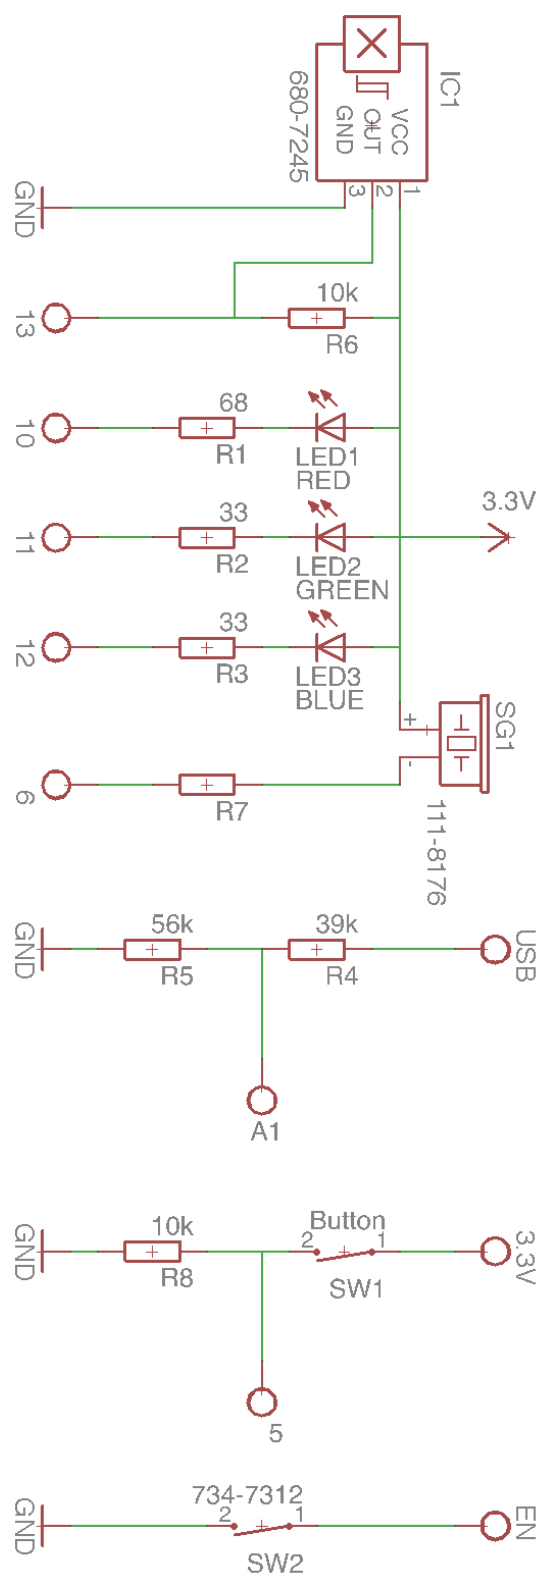 IC1
680-7245
VCC
OUT
GND
3
2
1
GND
10k
13
R6
68
10
R1
LED1
RED
3.3V
33
11
R2
LED2
GREEN
33
12
R3
LED3
BLUE
+
-
SG1
111-8176
6
R7
GND
56k
39k
USB
R5
R4
A1
GND
10k
Button
2
1
3.3V
R8
SW1
5
GND
734-7312
2
1
EN
SW2